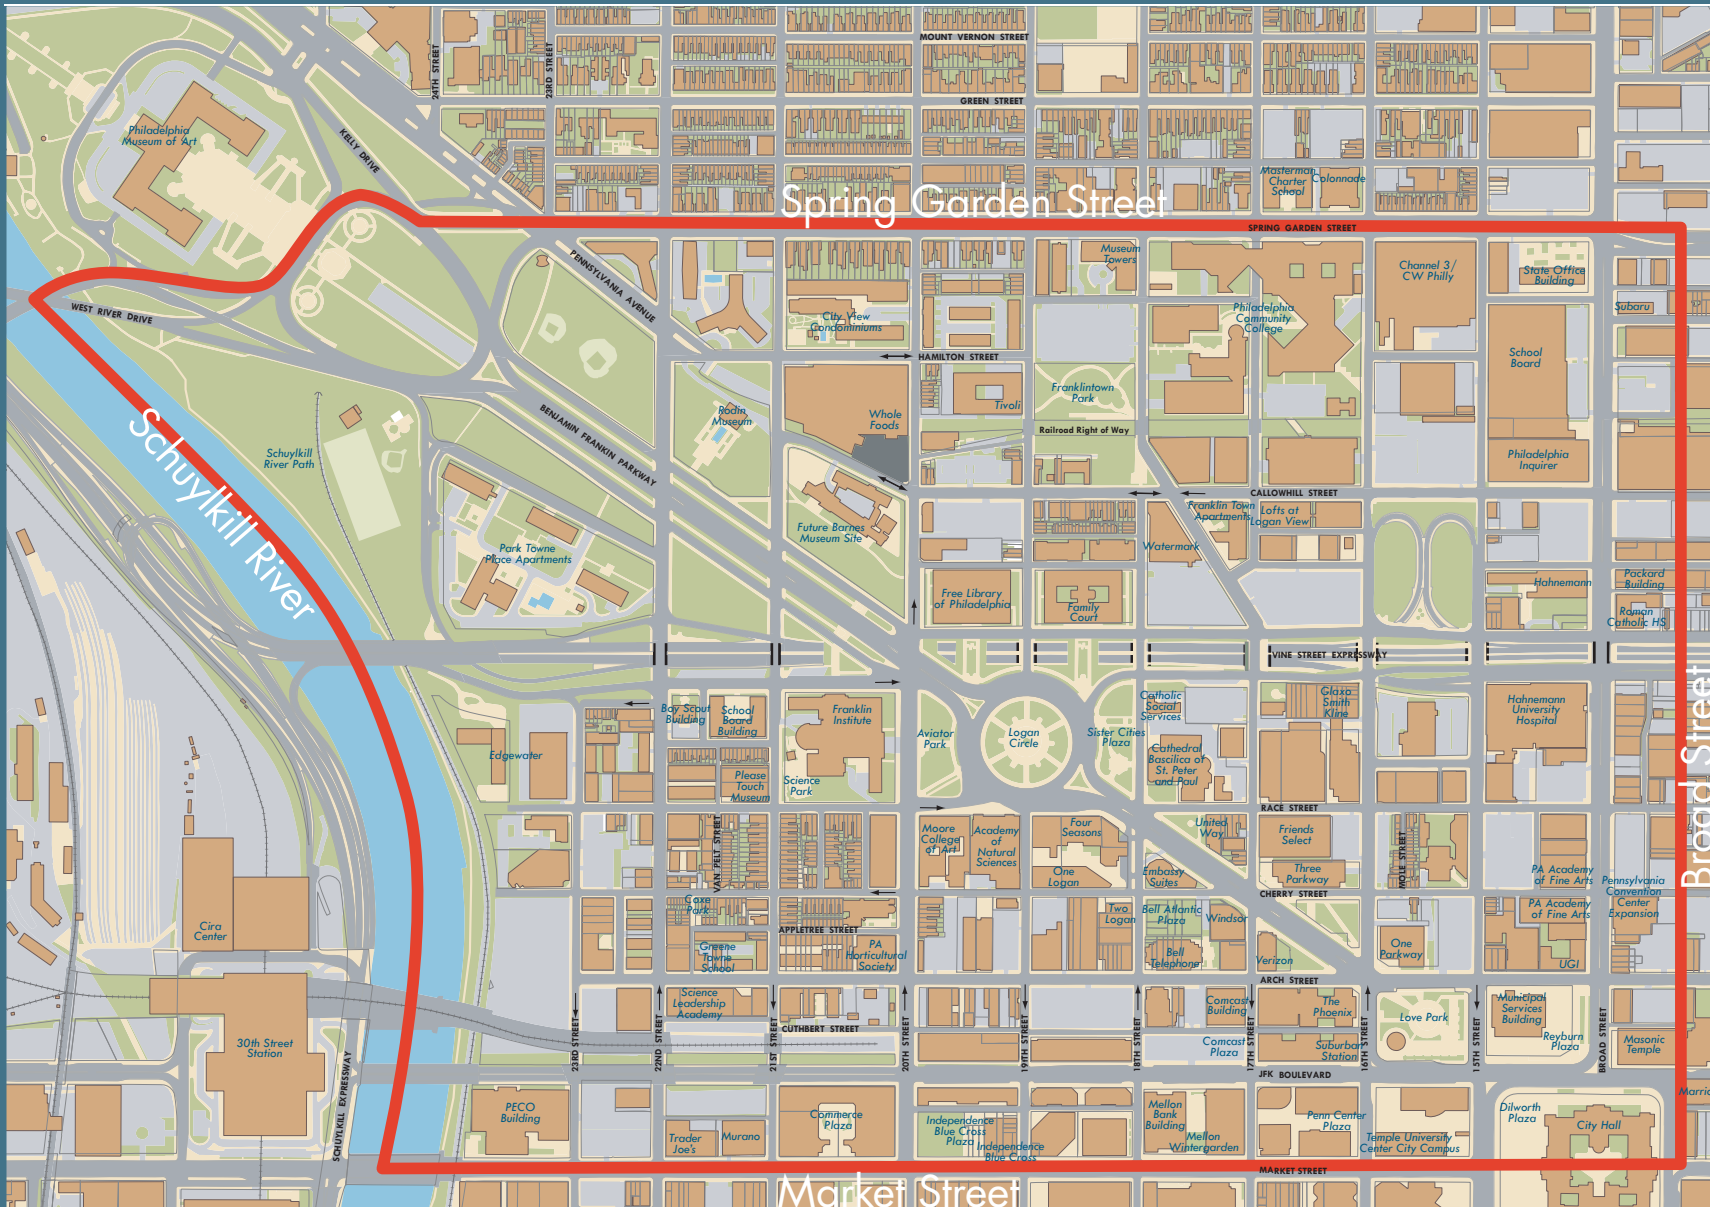 MOUNT VERNON STREET
24TH STREET
23RD STREET
GREEN STREET
Philadelphia
Museum of Art
KELLY DRIVE
Masterman
Charter
School
Colonnade
Spring Garden Street
SPRING GARDEN STREET
PENNSYLVANIA AVENUE
Museum
Towers
Channel 3/
CW Philly
State Office
Building
WEST RIVER DRIVE
City View
Condominiums
Philadelphia
Community
College
Subaru
HAMILTON STREET
School
Board
Franklintown
Park
Tivoli
Rodin
Museum
Whole
Foods
BENJAMIN FRANKIN PARKWAY
Railroad Right of Way
Schuylkill
River Path
Philadelphia
Inquirer
Schuylkill River
CALLOWHILL STREET
Franklin Town
Apartments
Lofts at
Logan View
Future Barnes
Museum Site
Watermark
Park Towne
Place Apartments
Packard
Building
Hahnemann
Free Library
of Philadelphia
Family
Court
Roman
Catholic HS
VINE STREET EXPRESSWAY
Broad Street
Boy Scout
Building
School
Board
Building
Franklin
Institute
Catholic
Social
Services
Glaxo
Smith
Kline
Hahnemann
University
Hospital
Aviator
Park
Logan
Circle
Sister Cities
Plaza
Edgewater
Cathedral
Bascilica of
St. Peter
and Paul
Please
Touch
Museum
Science
Park
RACE STREET
VAN PELT STREET
Moore
College
of Art
Academy
of
Natural
Sciences
Four
Seasons
United
Way
Friends
Select
MOLE STREET
One
Logan
Embassy
Suites
Three
Parkway
PA Academy
of Fine Arts
CHERRY STREET
Pennsylvania
Convention
Center
Expansion
Coxe
Park
Two
Logan
Bell Atlantic
Plaza
Windsor
PA Academy
of Fine Arts
APPLETREE STREET
Cira
Center
Greene
Towne
School
PA
Horticultural
Society
Bell
Telephone
Verizon
One
Parkway
UGI
ARCH STREET
Science
Leadership
Academy
Comcast
Building
The
Phoenix
Love Park
Municipal
Services
Building
CUTHBERT STREET
23RD STREET
22ND STREET
21ST STREET
20TH STREET
19TH STREET
18TH STREET
17TH STREET
16TH STREET
15TH STREET
BROAD STREET
30th Street
Station
Comcast
Plaza
Suburban
Station
Reyburn
Plaza
Masonic
Temple
JFK BOULEVARD
SCHUYLKILL EXPRESSWAY
PECO
Building
Commerce
Plaza
Mellon
Bank
Building
Penn Center
Plaza
Dilworth
Plaza
City Hall
Trader
Joe's
Murano
Independence
Blue Cross
Plaza
Independence
Blue Cross
Mellon
Wintergarden
Temple University
Center City Campus
MARKET STREET
Market Street